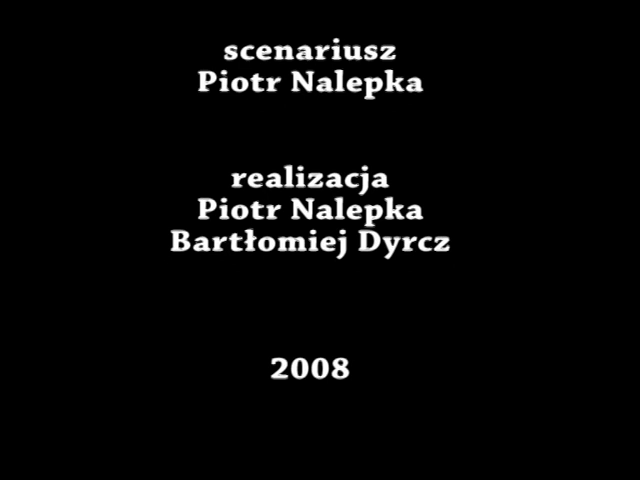 scenariusz
Piotr Nalepka
realizacja
Piotr Nalepka
Bartłomiej Dyrcz
2008